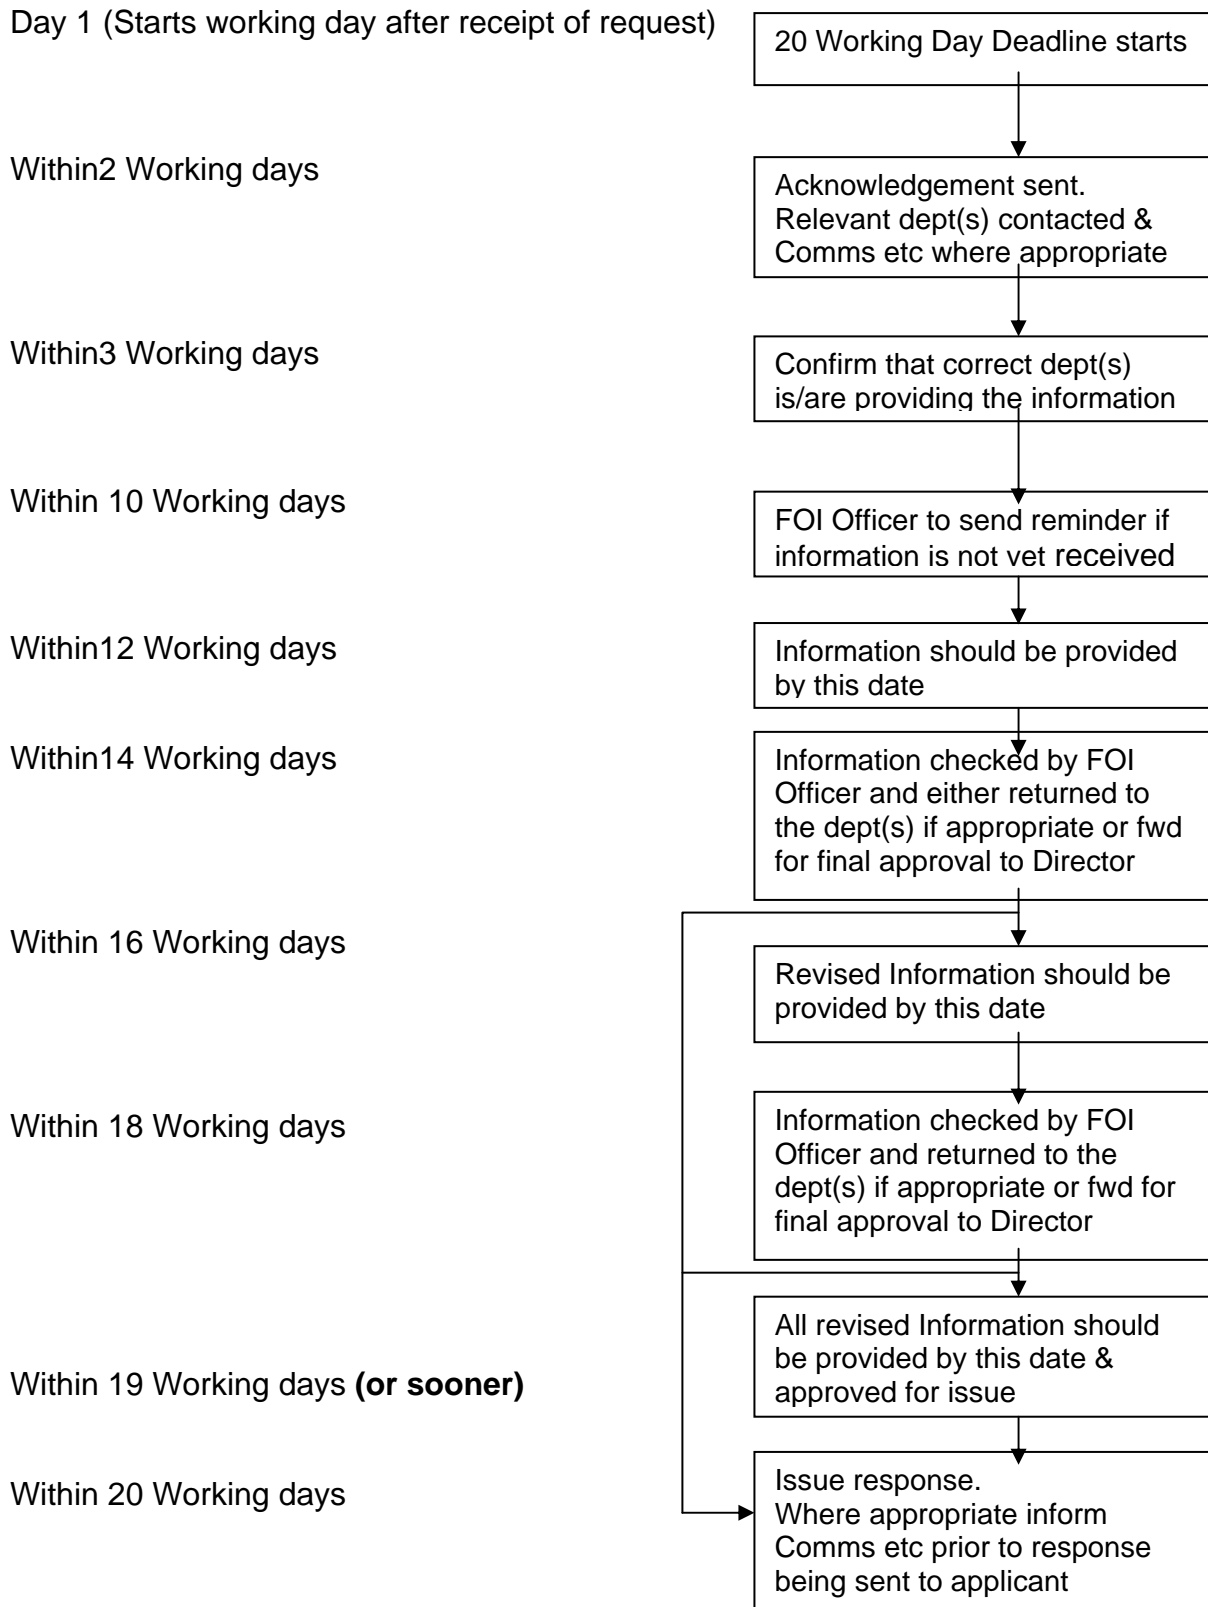 Day 1 (Starts working day after receipt of request)
20 Working Day Deadline starts
Within2 Working days
Acknowledgement sent.
Relevant dept(s) contacted &
Comms etc where appropriate
Within3 Working days
Confirm that correct dept(s)
is/are providing the information
Within 10 Working days
FOI Officer to send reminder if
information is not yet received
Within12 Working days
Information should be provided
by this date
Within14 Working days
Information checked by FOI
Officer and either returned to
the dept(s) if appropriate or fwd
for final approval to Director
Within 16 Working days
Revised Information should be
provided by this date
Within 18 Working days
Information checked by FOI
Officer and returned to the
dept(s) if appropriate or fwd for
final approval to Director
Within 19 Working days (or sooner)
All revised Information should
be provided by this date &
approved for issue
Within 20 Working days
Issue response.
Where appropriate inform
Comms etc prior to response
being sent to applicant